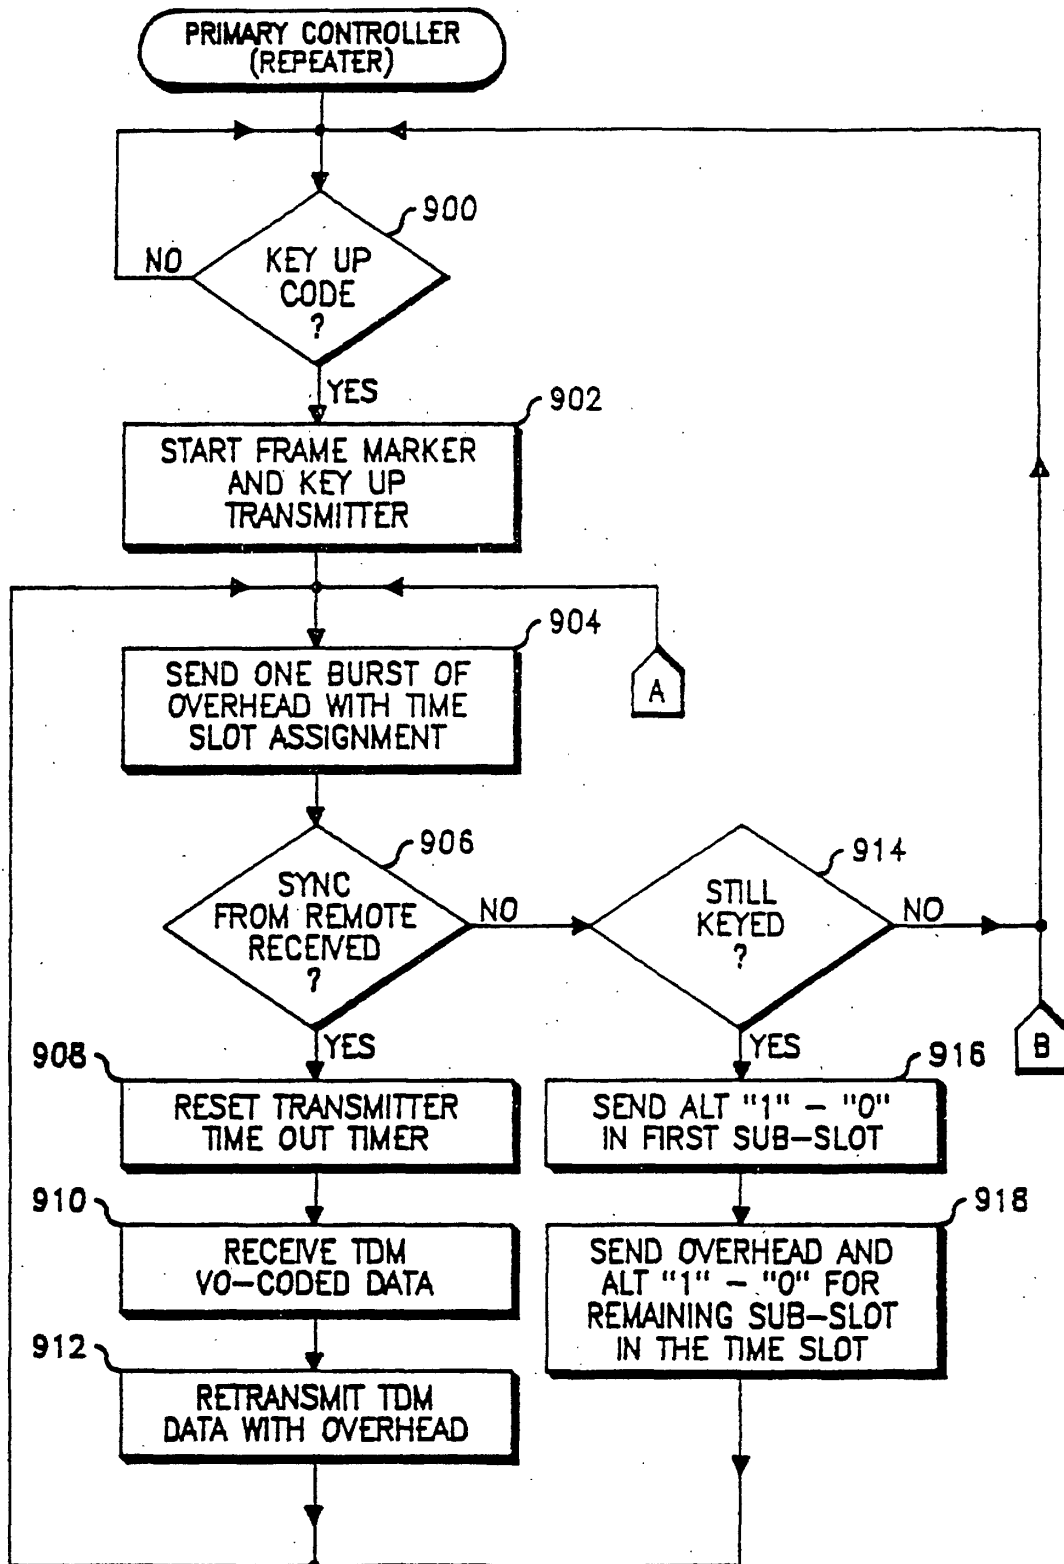 PRIMARY CONTROLLER
(REPEATER)
900
NO
KEY UP
CODE
?
YES
902
START FRAME MARKER
AND KEY UP
TRANSMITTER
904
SEND ONE BURST OF
OVERHEAD WITH TIME
SLOT ASSIGNMENT
A
906
SYNC
FROM REMOTE
RECEIVED
?
NO
914
STILL
KEYED
?
NO
YES
YES
B
908
RESET TRANSMITTER
TIME OUT TIMER
916
SEND ALT "1" - "0"
IN FIRST SUB-SLOT
910
RECEIVE TDM
VO-CODED DATA
918
SEND OVERHEAD AND
ALT "1" - "0" FOR
REMAINING SUB-SLOT
IN THE TIME SLOT
912
RETRANSMIT TDM
DATA WITH OVERHEAD